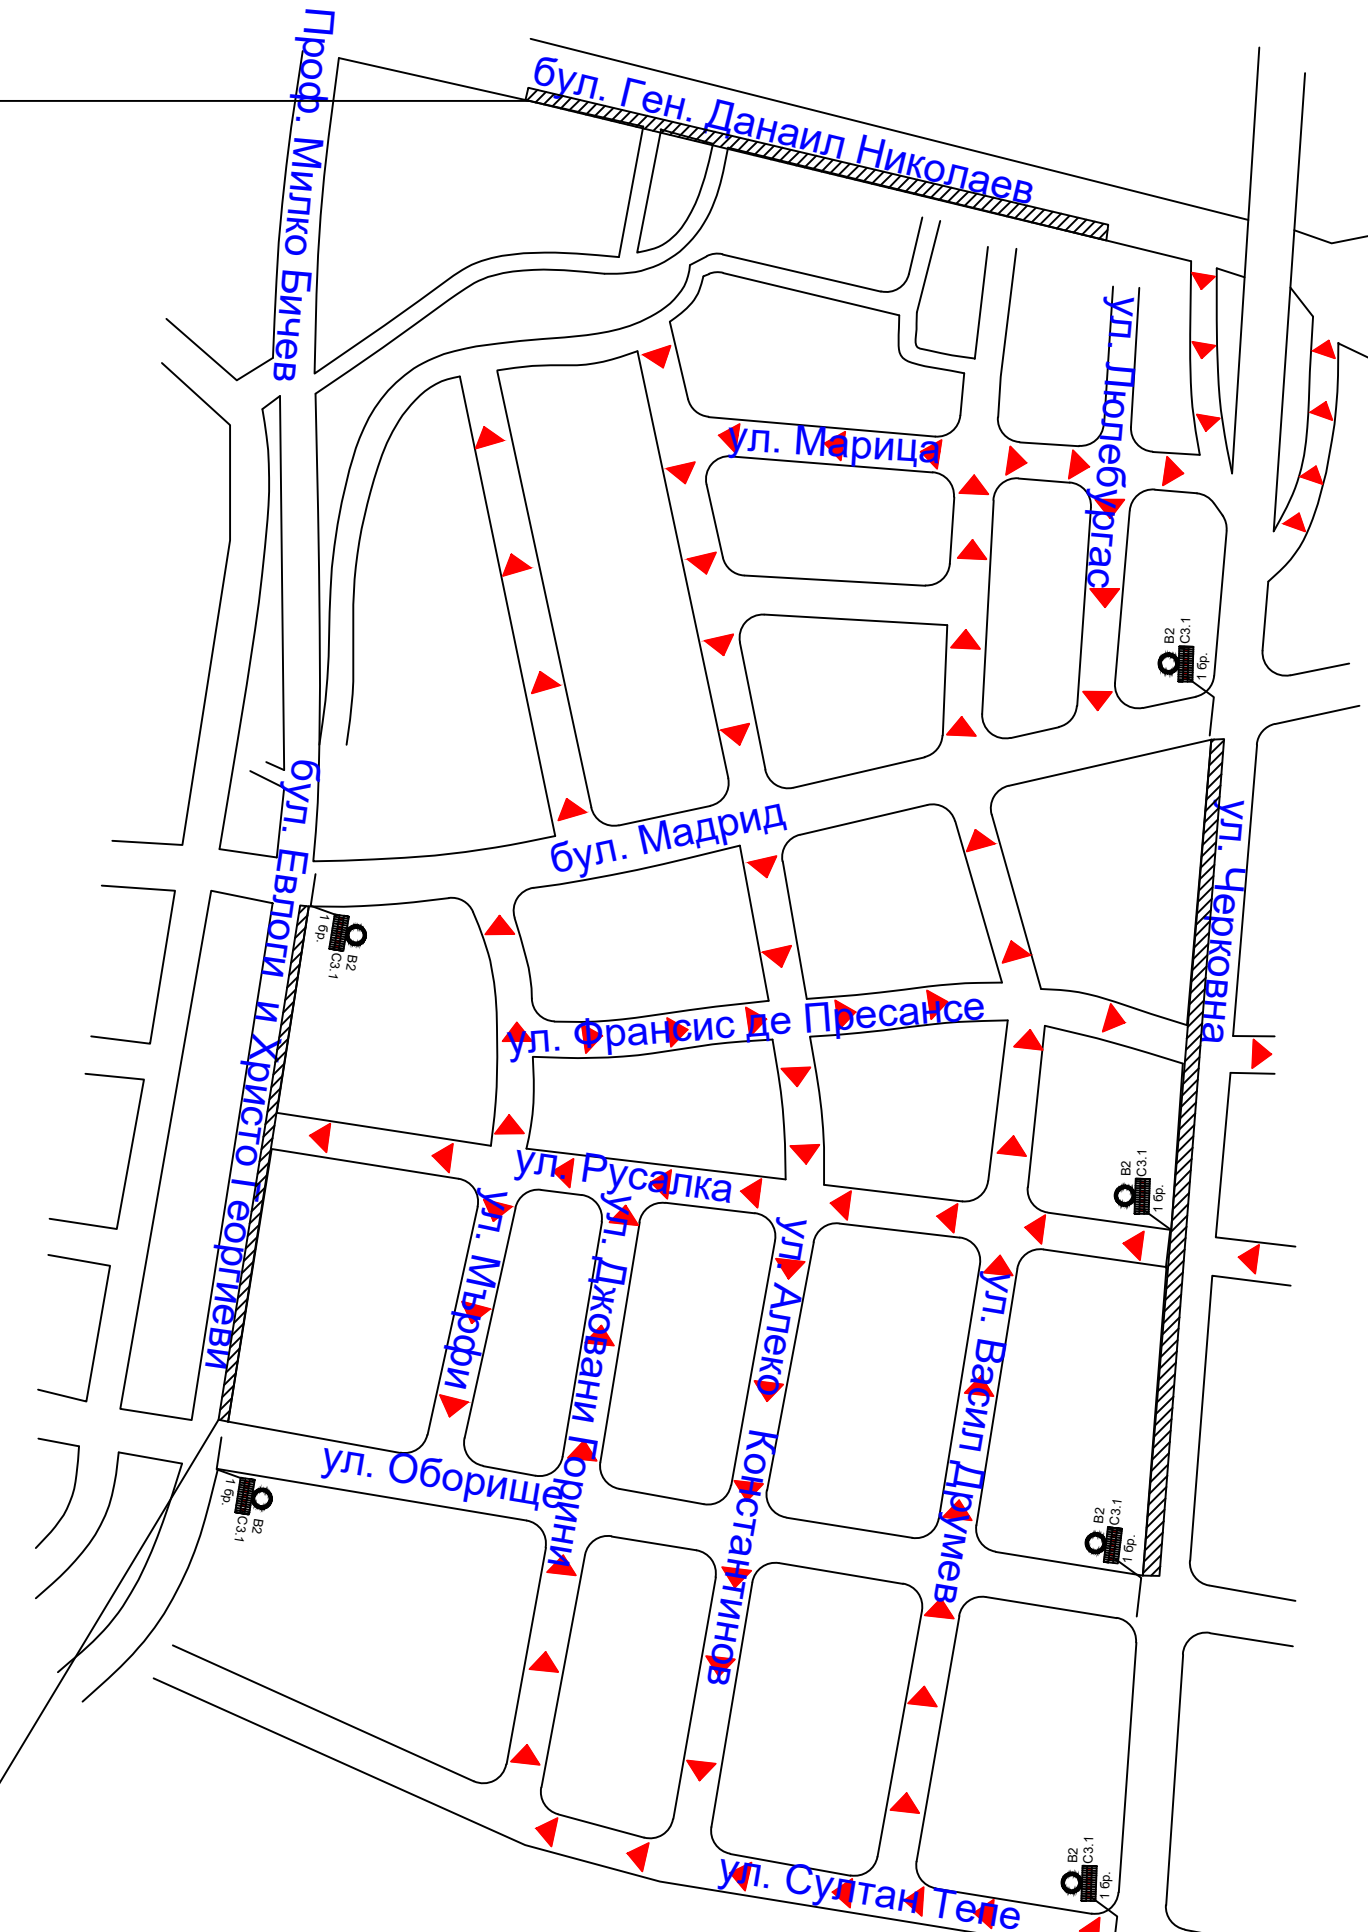 Проф. Милко Бичев
бул. Ген. Данаил Николаев
ул. Люлебургас
ул. Марица
B2
C3.1
1 бр.
бул. Евлоги и Христо Георгиеви
бул. Мадрид
ул. Черковна
1 бр.
C3.1
B2
ул. Франсис де Пресансе
ул. Русалка
B2
C3.1
1 бр.
ул. Мърфи
ул. Джовани Горини
ул. Алеко Константинов
ул. Васил Друмев
ул. Оборище
1 бр.
C3.1
B2
B2
C3.1
1 бр.
ул. Султан Тепе
B2
C3.1
1 бр.